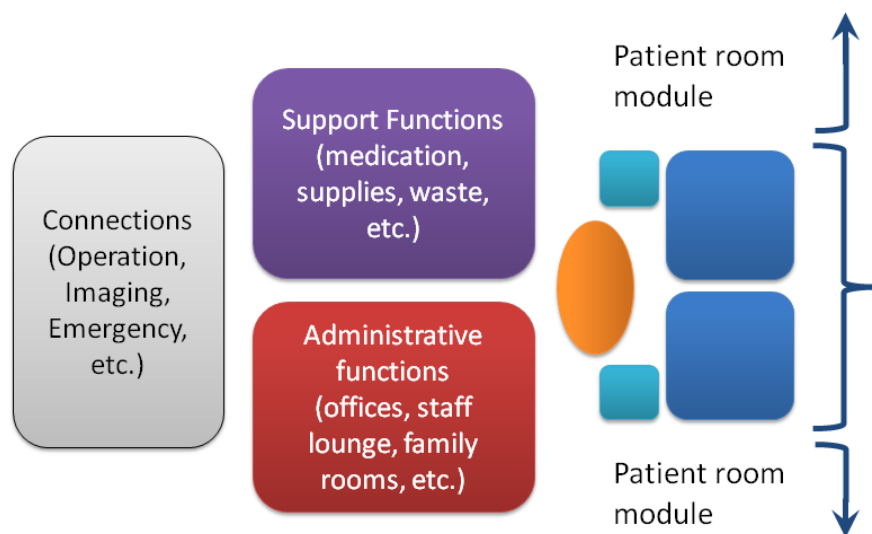 Connections
(Operation,
Imaging,
Emergency,
etc.)
Support Functions
(medication,
supplies, waste,
etc.)
Administrative
functions
(offices, staff
lounge, family
rooms, etc.)
Patient room
module
Patient room
module